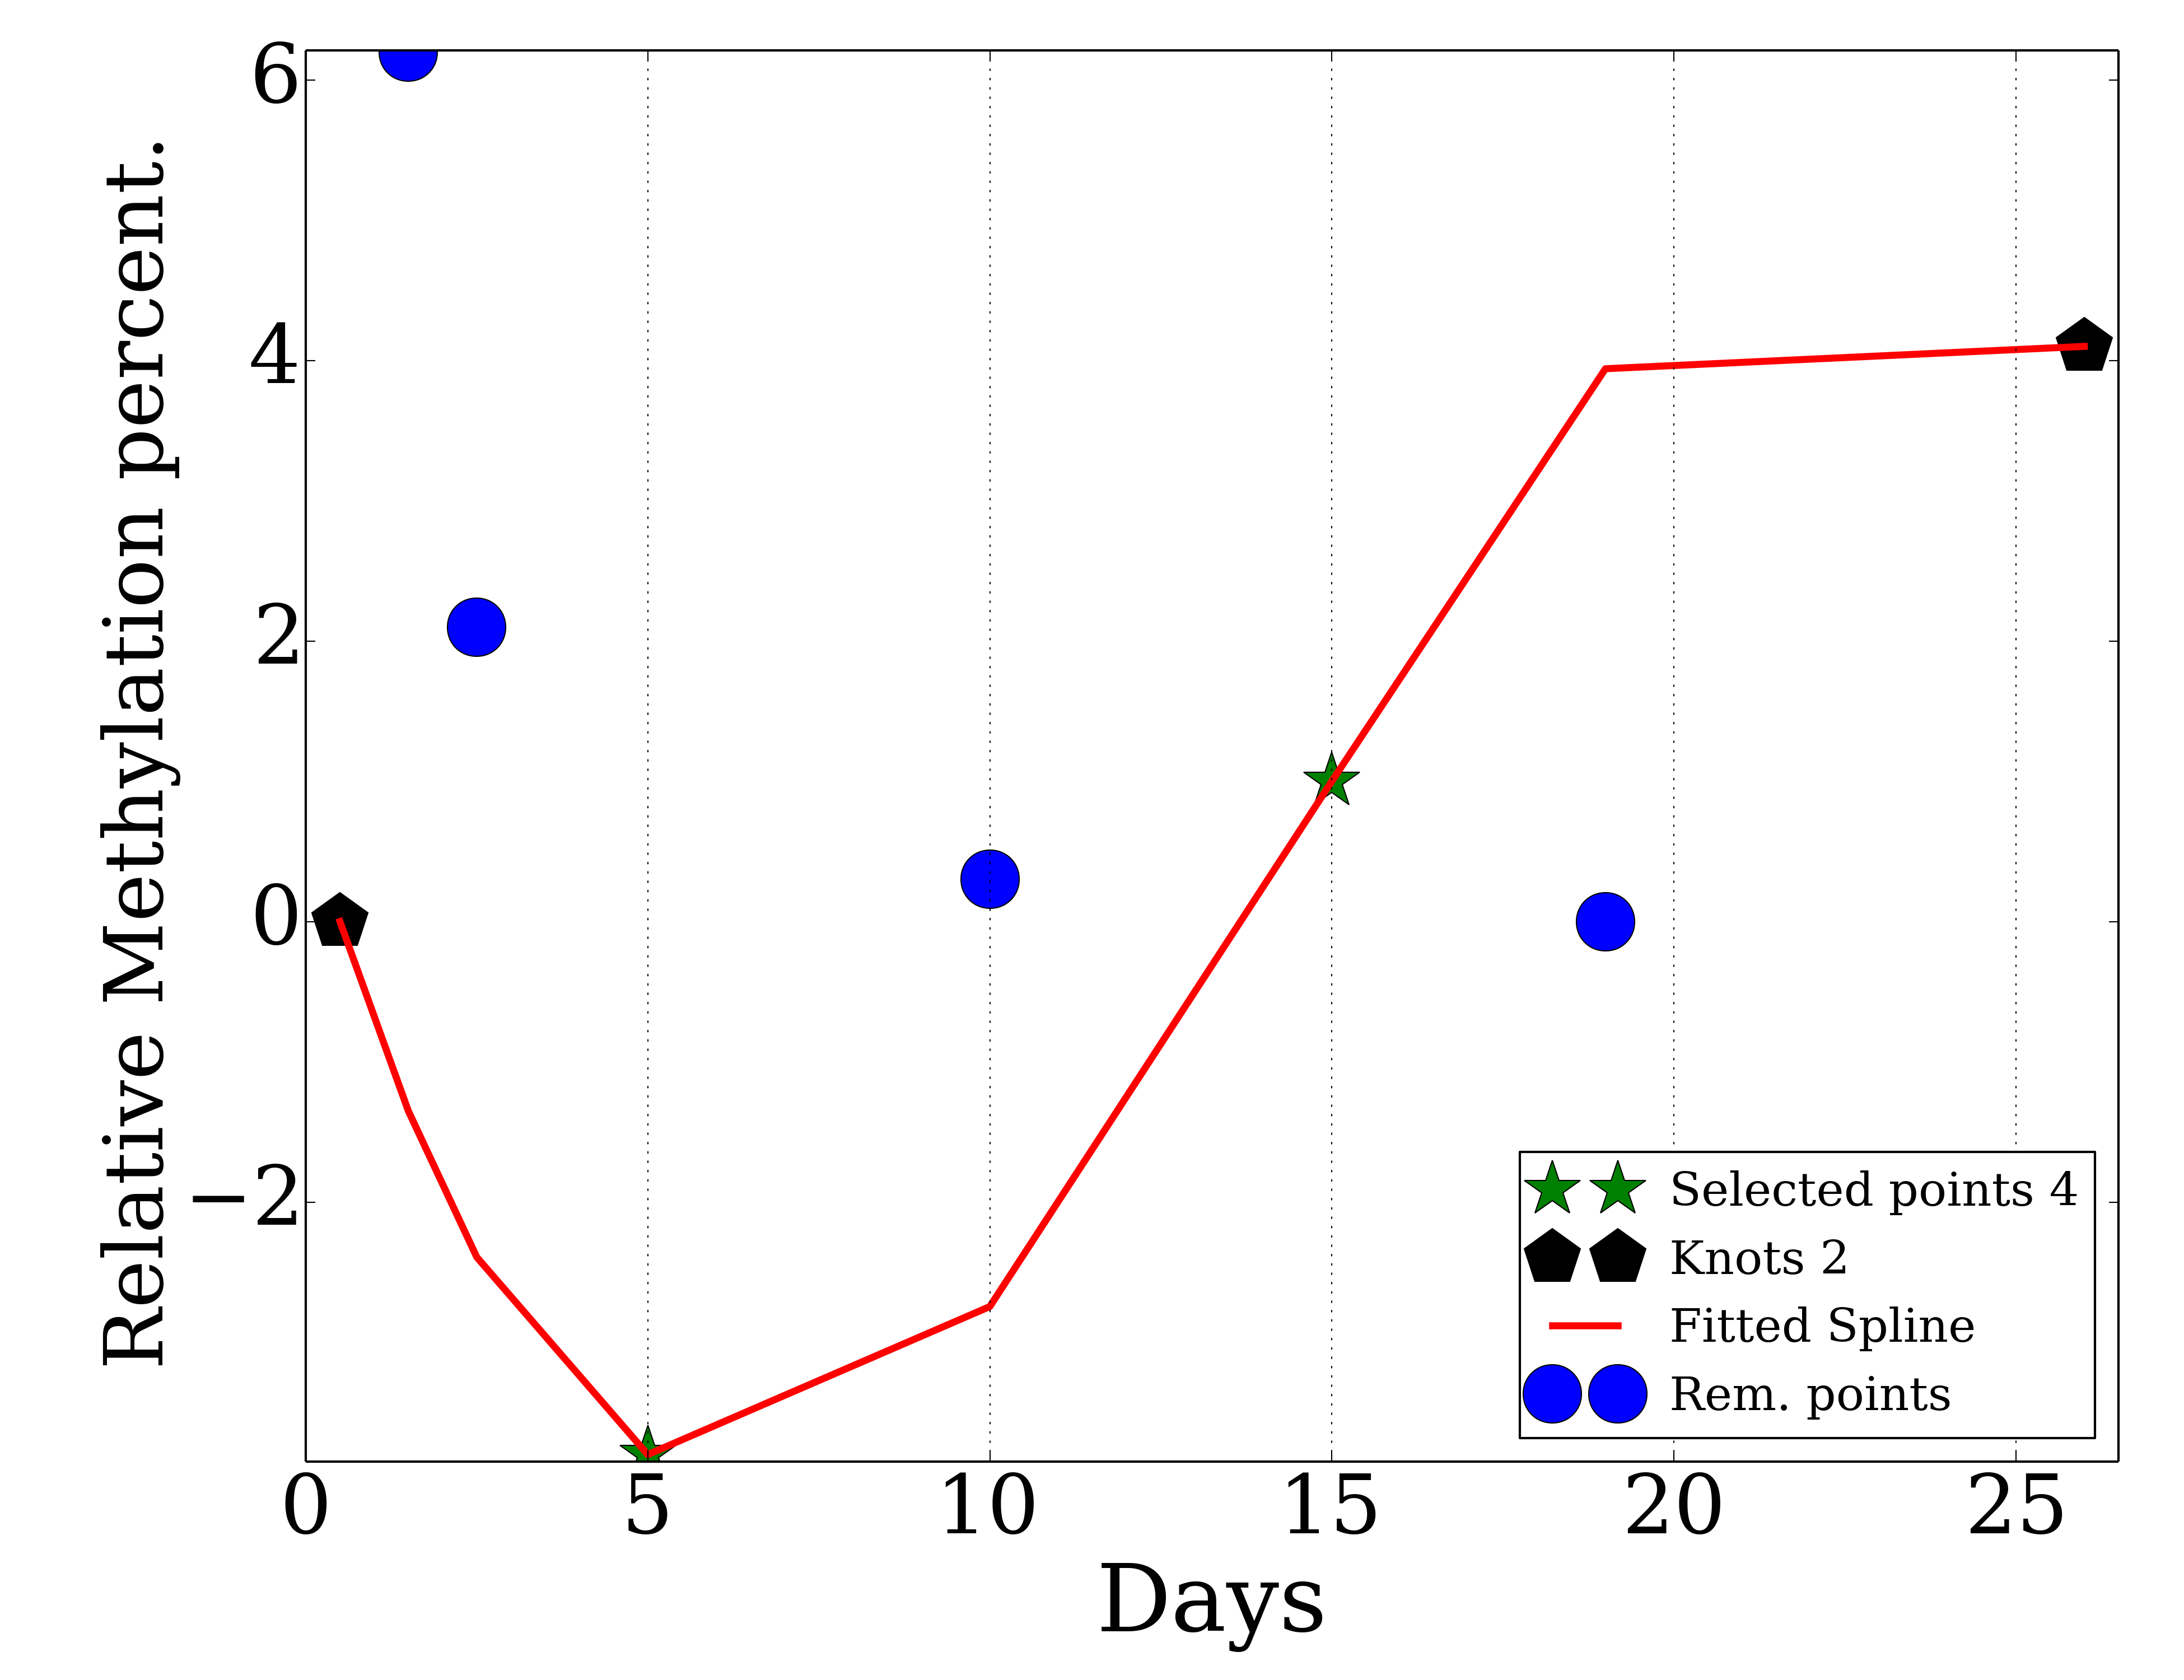 Relative Methylation percent.
6
4
2
0
−2
0 5 10 15 20 25
Days
Selected points 4
Knots 2
Fitted Spline
Rem. points